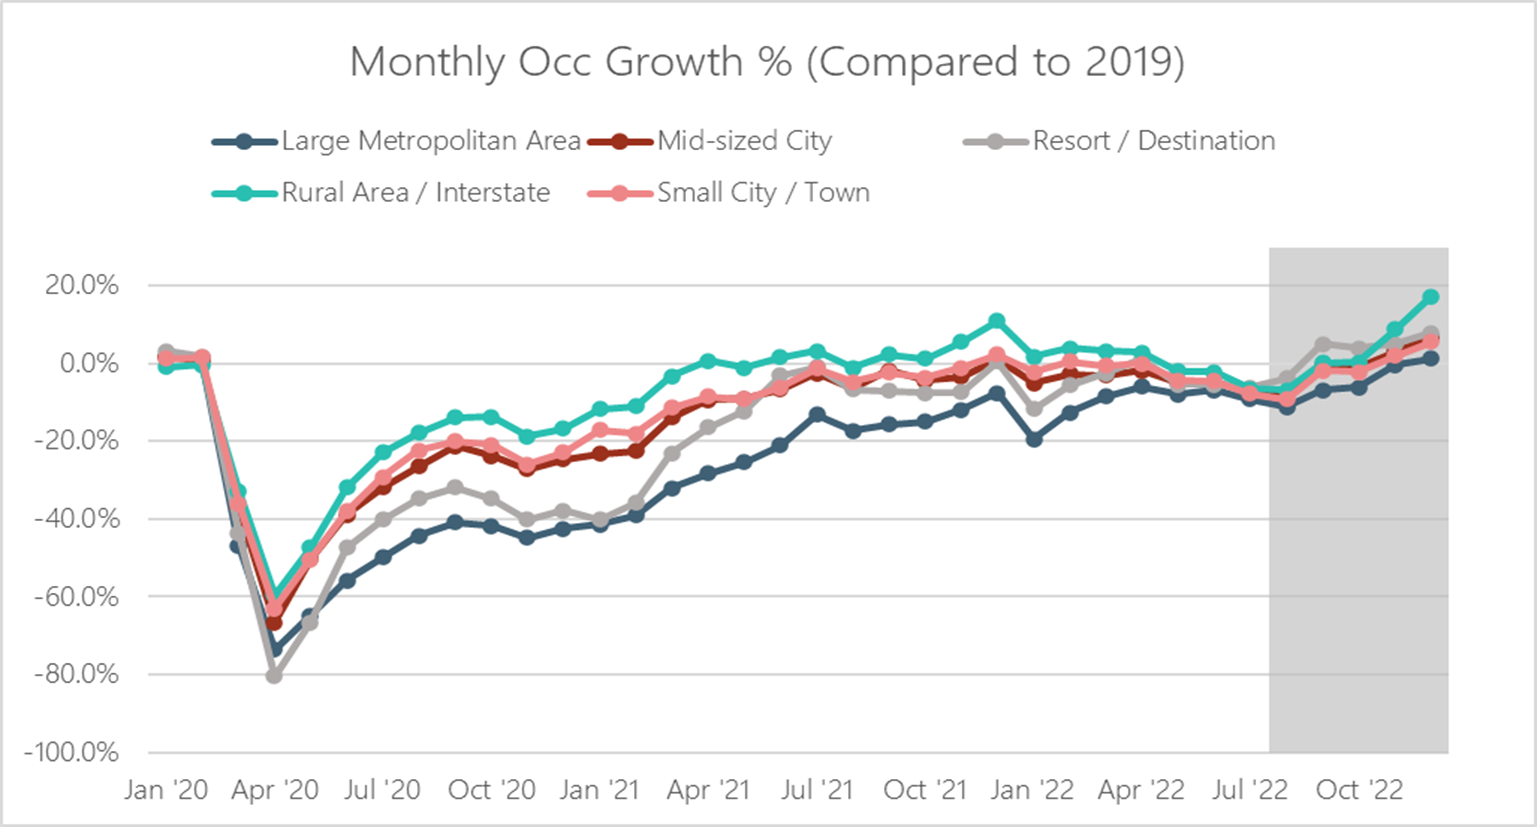 Monthly Occ Growth % (Compared to 2019)
Large Metropolitan Area Mid-sized City Resort / Destination
Rural Area / Interstate Small City / Town
20.0%
0.0%
-20.0%
-40.0%
-60.0%
-80.0%
-100.0%
Jan '20 Apr '20 Jul '20 Oct '20 Jan '21 Apr '21 Jul '21 Oct '21 Jan '22 Apr '22 Jul '22 Oct '22